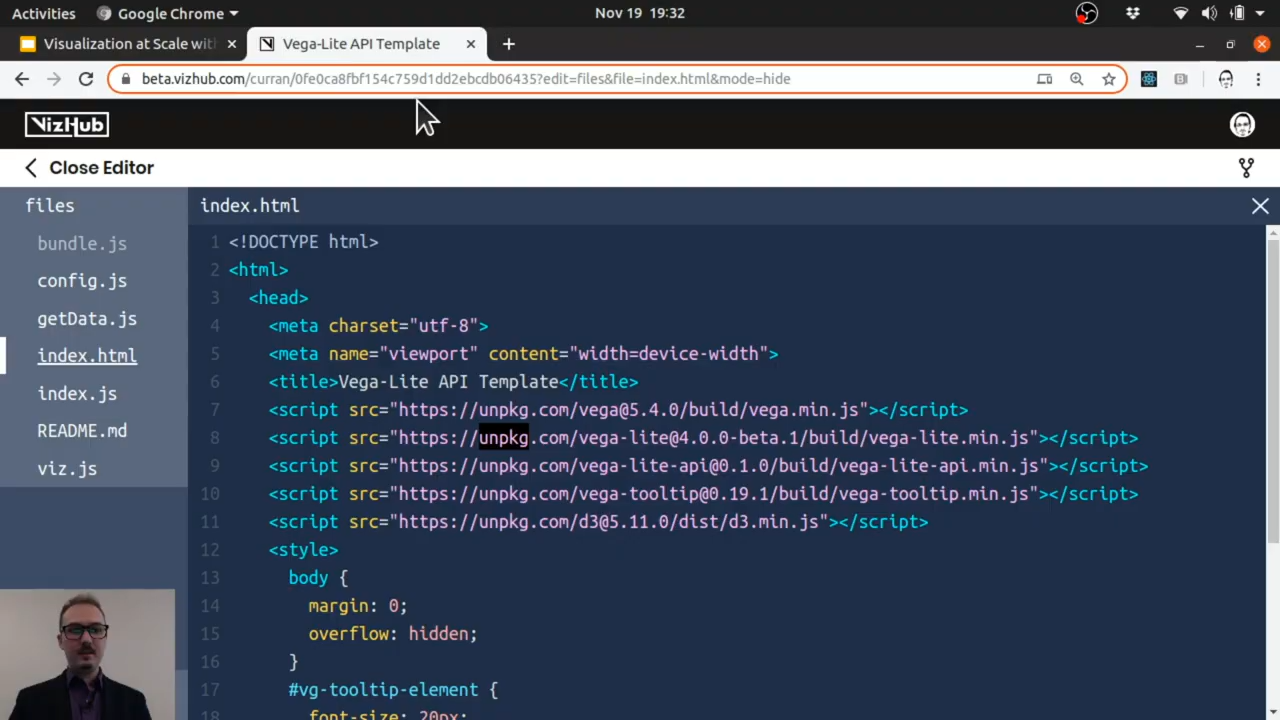 Activities Google Chrome Nov 19 19:32
Visualization at Scale with Vega-Lite API Template
beta.vizhub.com/curran/0fe0ca8fbf154c759d1dd2ebcdb06435?edit=files&file=index.html&mode=hide
VizHub
Close Editor
files
bundle.js
config.js
getData.js
index.html
index.js
README.md
viz.js
index.html
1 <!DOCTYPE html>
2 <html>
3 <head>
4 <meta charset="utf-8">
5 <meta name="viewport" content="width=device-width">
6 <title>Vega-Lite API Template</title>
7 <script src="https://unpkg.com/vega@5.4.0/build/vega.min.js"></script>
8 <script src="https://unpkg.com/vega-lite@4.0.0-beta.1/build/vega-lite.min.js"></script>
9 <script src="https://unpkg.com/vega-lite-api@0.1.0/build/vega-lite-api.min.js"></script>
10 <script src="https://unpkg.com/vega-tooltip@0.19.1/build/vega-tooltip.min.js"></script>
11 <script src="https://unpkg.com/d3@5.11.0/dist/d3.min.js"></script>
12 <style>
13 body {
14 margin: 0;
15 overflow: hidden;
16 }
17 #vg-tooltip-element {
18 font-size: 20px;